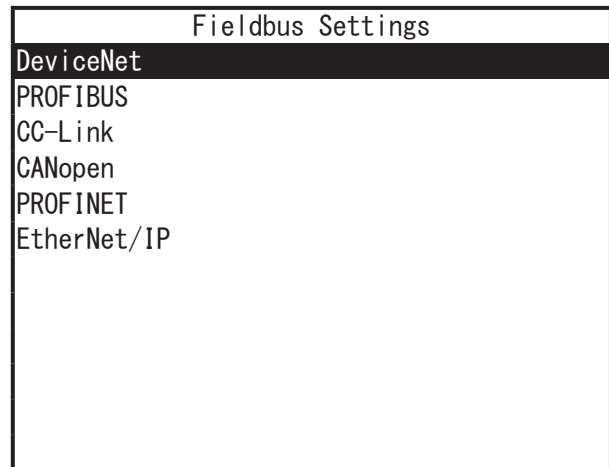 Fieldbus Settings
DeviceNet
PROFIBUS
CC-Link
CANopen
PROFINET
EtherNet/IP